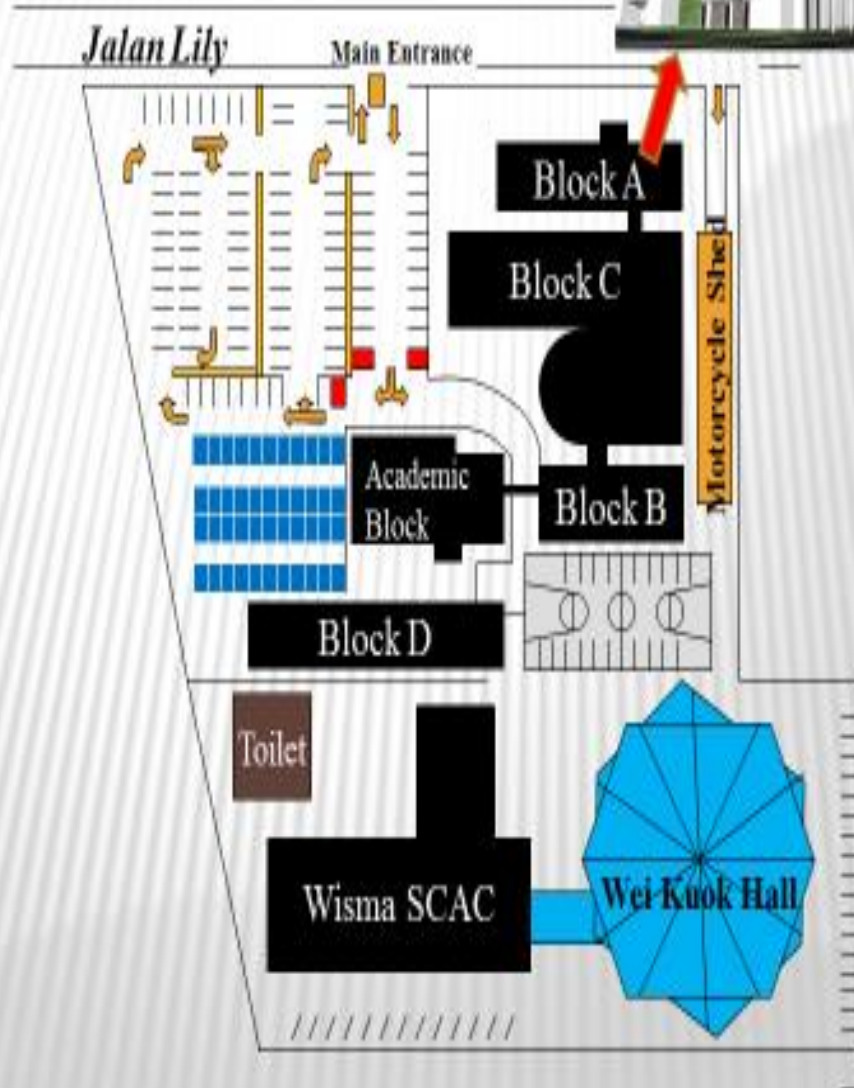 Jalan Lily
Main Entrance
Block A
Block C
Motorcycle Shed
Academic
Block
Block B
Block D
Toilet
Wisma SCAC
Wei Kuok Hall